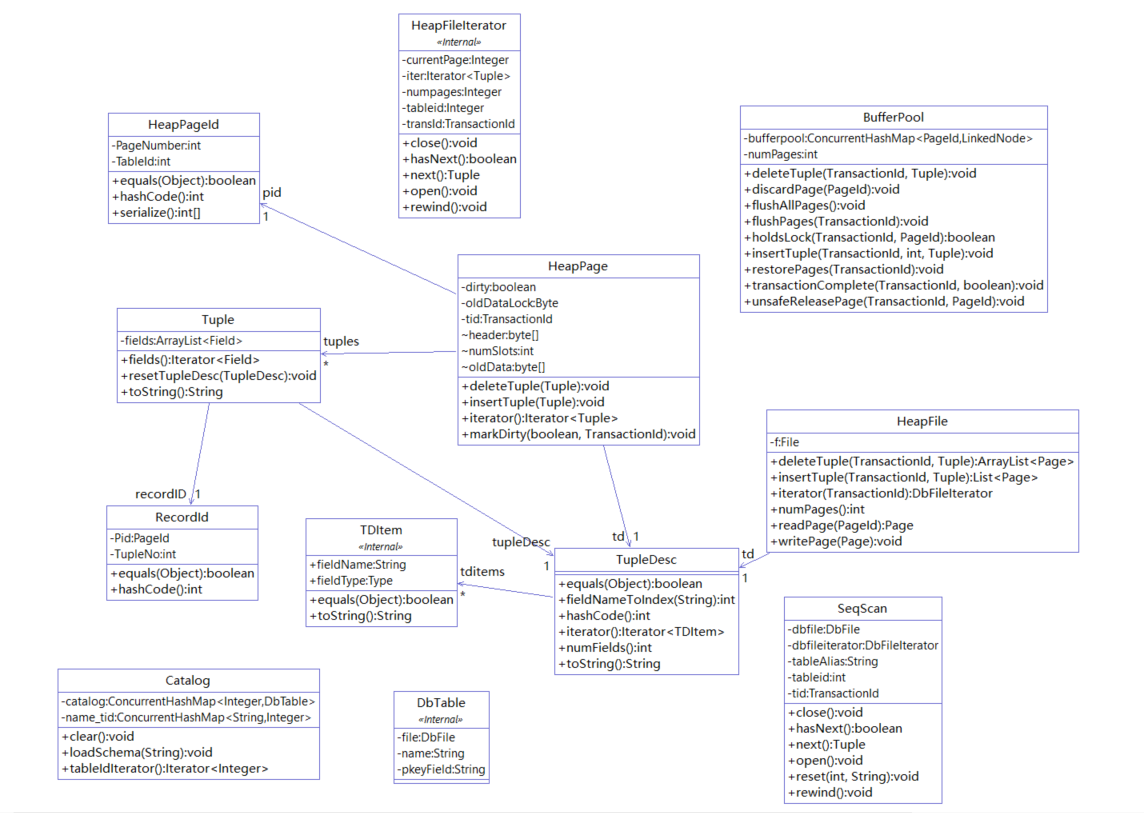 HeapFileIterator
«Internal»
-currentPage:Integer
-iter:Iterator<Tuple>
-numpages:Integer
-tableid:Integer
-transId:TransactionId
+close():void
+hasNext():boolean
+next():Tuple
+open():void
+rewind():void
HeapPageId
-PageNumber:int
-TableId:int
+equals(Object):boolean
+hashCode():int
+serialize():int[]
pid
1
BufferPool
-bufferpool:ConcurrentHashMap<PageId,LinkedNode>
-numPages:int
+deleteTuple(TransactionId, Tuple):void
+discardPage(PageId):void
+flushAllPages():void
+flushPages(TransactionId):void
+holdsLock(TransactionId, PageId):boolean
+insertTuple(TransactionId, int, Tuple):void
+restorePages(TransactionId):void
+transactionComplete(TransactionId, boolean):void
+unsafeReleasePage(TransactionId, PageId):void
HeapPage
-dirty:boolean
-oldDataLock:Byte
-tid:TransactionId
~header:byte[]
~numSlots:int
~oldData:byte[]
+deleteTuple(Tuple):void
+insertTuple(Tuple):void
+iterator():Iterator<Tuple>
+markDirty(boolean, TransactionId):void
Tuple
-fields:ArrayList<Field>
+fields():Iterator<Field>
+resetTupleDesc(TupleDesc):void
+toString():String
tuples
*
HeapFile
-f:File
+deleteTuple(TransactionId, Tuple):ArrayList<Page>
+insertTuple(TransactionId, Tuple):List<Page>
+iterator(TransactionId):DbFileIterator
+numPages():int
+readPage(PageId):Page
+writePage(Page):void
recordID 1
RecordId
-Pid:PageId
-TupleNo:int
+equals(Object):boolean
+hashCode():int
TDItem
«Internal»
+fieldName:String
+fieldType:Type
+equals(Object):boolean
+toString():String
tditems
*
tupleDesc
1
td 1
td
1
TupleDesc
+equals(Object):boolean
+fieldNameToIndex(String):int
+hashCode():int
+iterator():Iterator<TDItem>
+numFields():int
+toString():String
SeqScan
-dbfile:DbFile
-dbfileiterator:DbFileIterator
-tableAlias:String
-tableid:int
-tid:TransactionId
+close():void
+hasNext():boolean
+next():Tuple
+open():void
+reset(int, String):void
+rewind():void
Catalog
-catalog:ConcurrentHashMap<Integer,DbTable>
-name_tid:ConcurrentHashMap<String,Integer>
+clear():void
+loadSchema(String):void
+tableIdIterator():Iterator<Integer>
DbTable
«Internal»
-file:DbFile
-name:String
-pkeyField:String